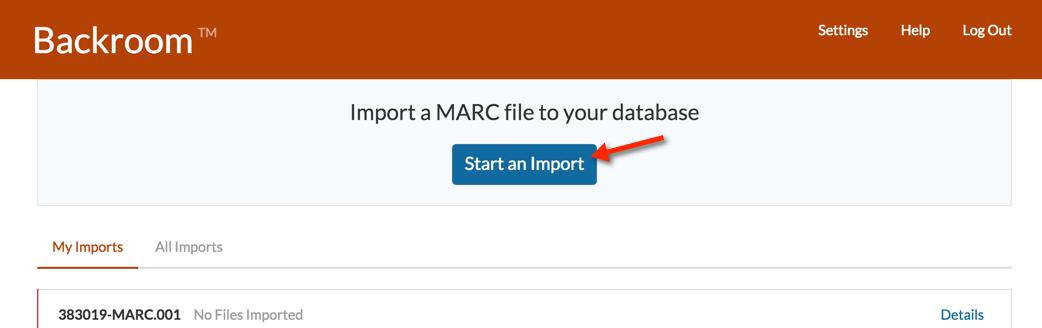 Backroom™
Settings Help Log Out
Import a MARC file to your database
Start an Import
My Imports All Imports
383019-MARC.001 No Files Imported Details